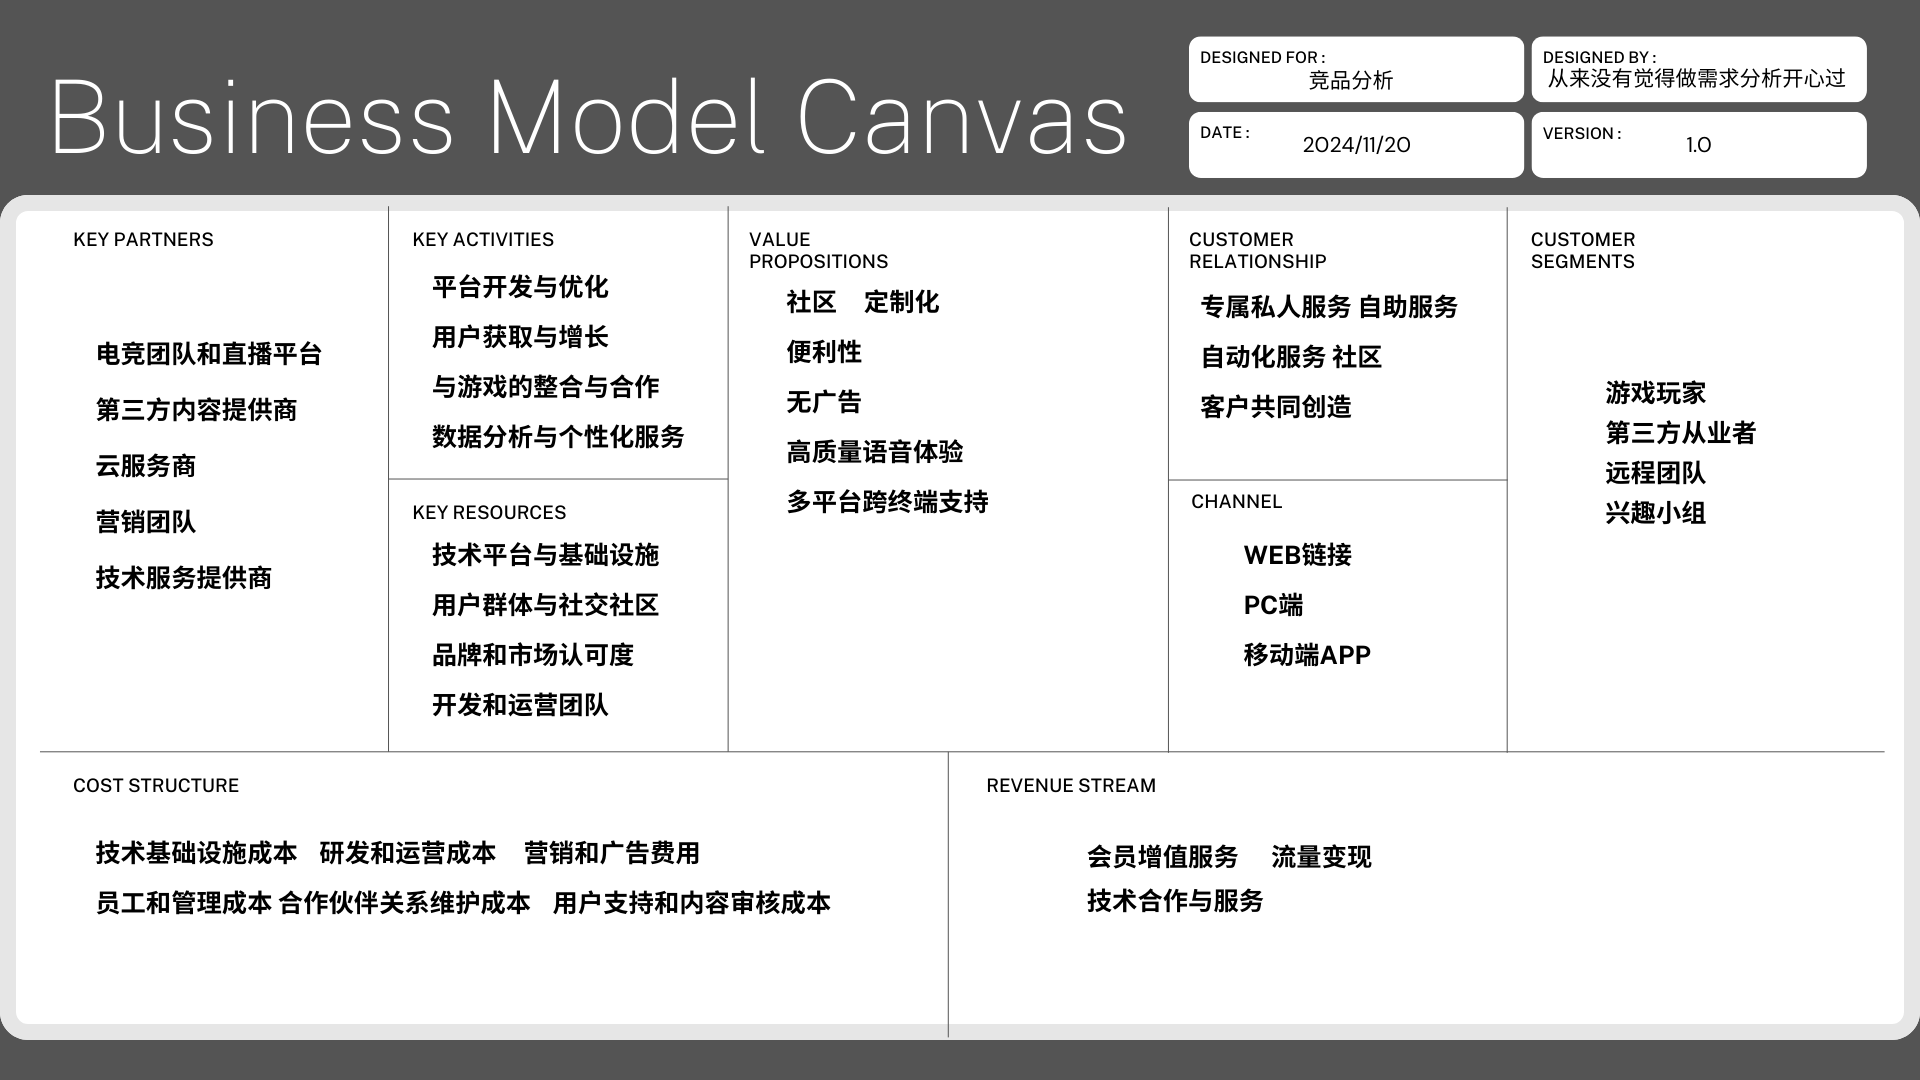 Business Model Canvas
DESIGNED FOR :
竞品分析
DESIGNED BY :
从来没有觉得做需求分析开心过
DATE :
2024/11/20
VERSION :
1.0
KEY PARTNERS
电竞团队和直播平台
第三方内容提供商
云服务商
营销团队
技术服务提供商
KEY ACTIVITIES
平台开发与优化
用户获取与增长
与游戏的整合与合作
数据分析与个性化服务
KEY RESOURCES
技术平台与基础设施
用户群体与社交社区
品牌和市场认可度
开发和运营团队
VALUE
PROPOSITIONS
社区 定制化
便利性
无广告
高质量语音体验
多平台跨终端支持
CUSTOMER
RELATIONSHIP
专属私人服务 自助服务
自动化服务 社区
客户共同创造
CHANNEL
WEB链接
PC端
移动端APP
CUSTOMER
SEGMENTS
游戏玩家
第三方从业者
远程团队
兴趣小组
COST STRUCTURE
技术基础设施成本 研发和运营成本 营销和广告费用
员工和管理成本 合作伙伴关系维护成本 用户支持和内容审核成本
REVENUE STREAM
会员增值服务 流量变现
技术合作与服务